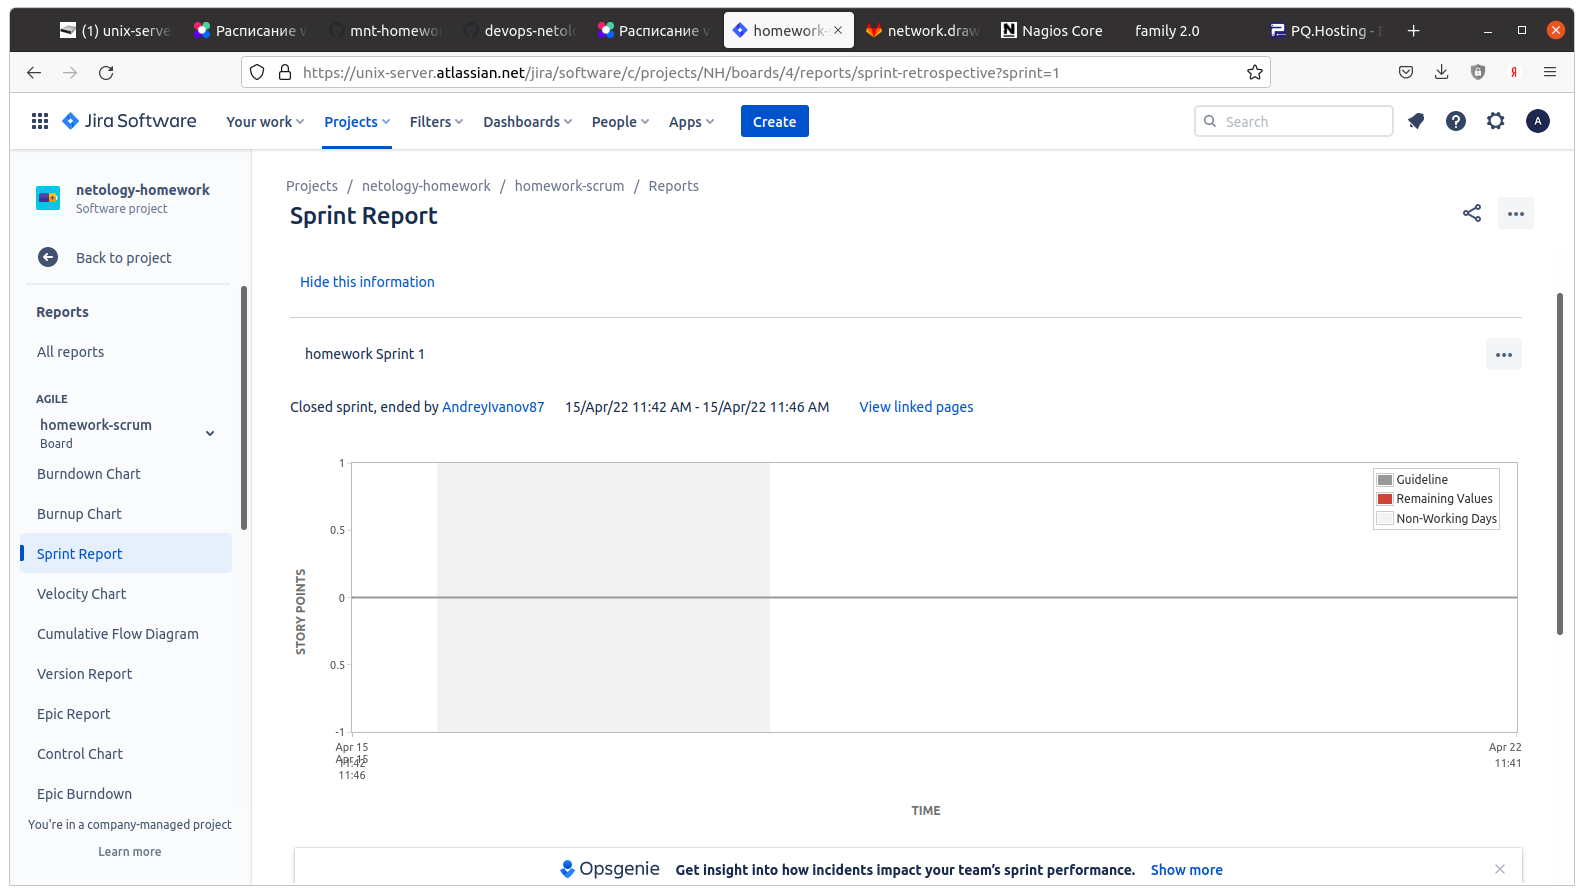 (1) unix-serve
Расписание
mnt-homewo
devops-netolo
Расписание
homework-
network.draw
Nagios Core
family 2.0
PQ.Hosting -
https://unix-server.atlassian.net/jira/software/c/projects/NH/boards/4/reports/sprint-retrospective?sprint=1
Я
Jira Software
Your work
Projects
Filters
Dashboards
People
Apps
Create
Search
A
netology-homework
Software project
Back to project
Reports
All reports
AGILE
homework-scrum
Board
Burndown Chart
Burnup Chart
Sprint Report
Velocity Chart
Cumulative Flow Diagram
Version Report
Epic Report
Control Chart
Epic Burndown
You're in a company-managed project
Learn more
Projects / netology-homework / homework-scrum / Reports
Sprint Report
Hide this information
homework Sprint 1
Closed sprint, ended by AndreyIvanov87 15/Apr/22 11:42 AM - 15/Apr/22 11:46 AM View linked pages
STORY POINTS
1
0.5
0
0.5
-1
Guideline
Remaining Values
Non-Working Days
Apr 15
11:42
Apr 15
11:46
Apr 22
11:41
TIME
Opsgenie Get insight into how incidents impact your team’s sprint performance. Show more